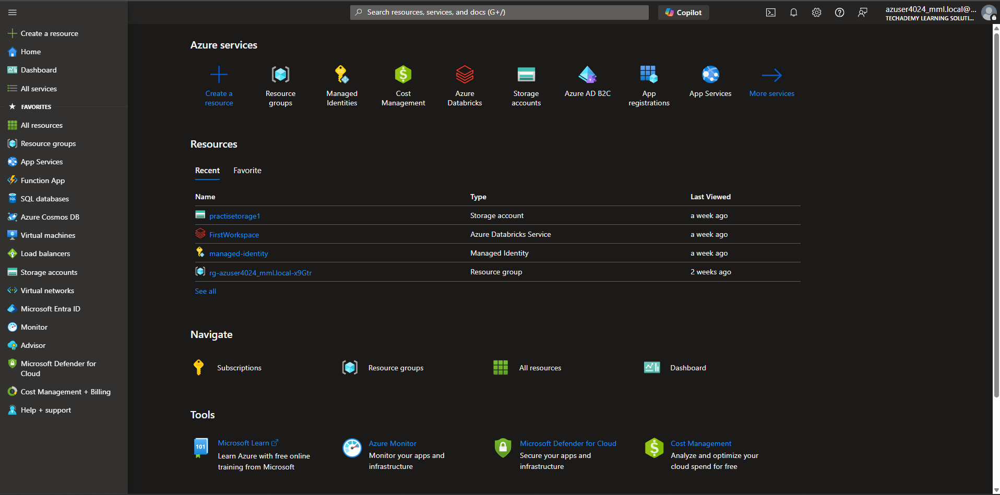 Search resources, services, and docs (G+/)
Copilot
azuser4024_mml.local@...
TECHADEMY LEARNING SOLUTI...
Create a resource
Home
Dashboard
All services
FAVORITES
All resources
Resource groups
App Services
Function App
SQL databases
Azure Cosmos DB
Virtual machines
Load balancers
Storage accounts
Virtual networks
Microsoft Entra ID
Monitor
Advisor
Microsoft Defender for
Cloud
Cost Management + Billing
Help + support
Azure services
Create a
resource
Resource
groups
Managed
Identities
Cost
Management
Azure
Databricks
Storage
accounts
Azure AD B2C
App
registrations
App Services
More services
Resources
Recent Favorite
Name Type Last Viewed
practisetorage1 Storage account a week ago
FirstWorkspace Azure Databricks Service a week ago
managed-identity Managed Identity a week ago
rg-azuser4024_mml.local-x9Gtr Resource group 2 weeks ago
See all
Navigate
Subscriptions Resource groups All resources Dashboard
Tools
101
Microsoft Learn
Learn Azure with free online
training from Microsoft
Azure Monitor
Monitor your apps and
infrastructure
Microsoft Defender for Cloud
Secure your apps and
infrastructure
Cost Management
Analyze and optimize your
cloud spend for free